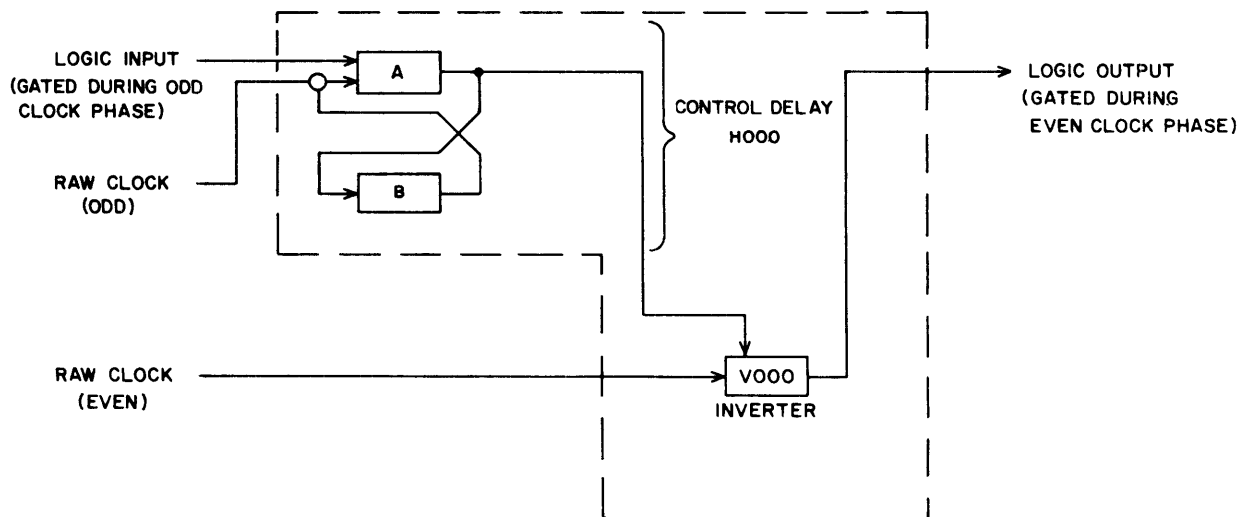 LOGIC INPUT
(GATED DURING ODD
CLOCK PHASE)
RAW CLOCK
(ODD)
A
B
CONTROL DELAY
H000
LOGIC OUTPUT
(GATED DURING
EVEN CLOCK PHASE)
RAW CLOCK
(EVEN)
V000
INVERTER